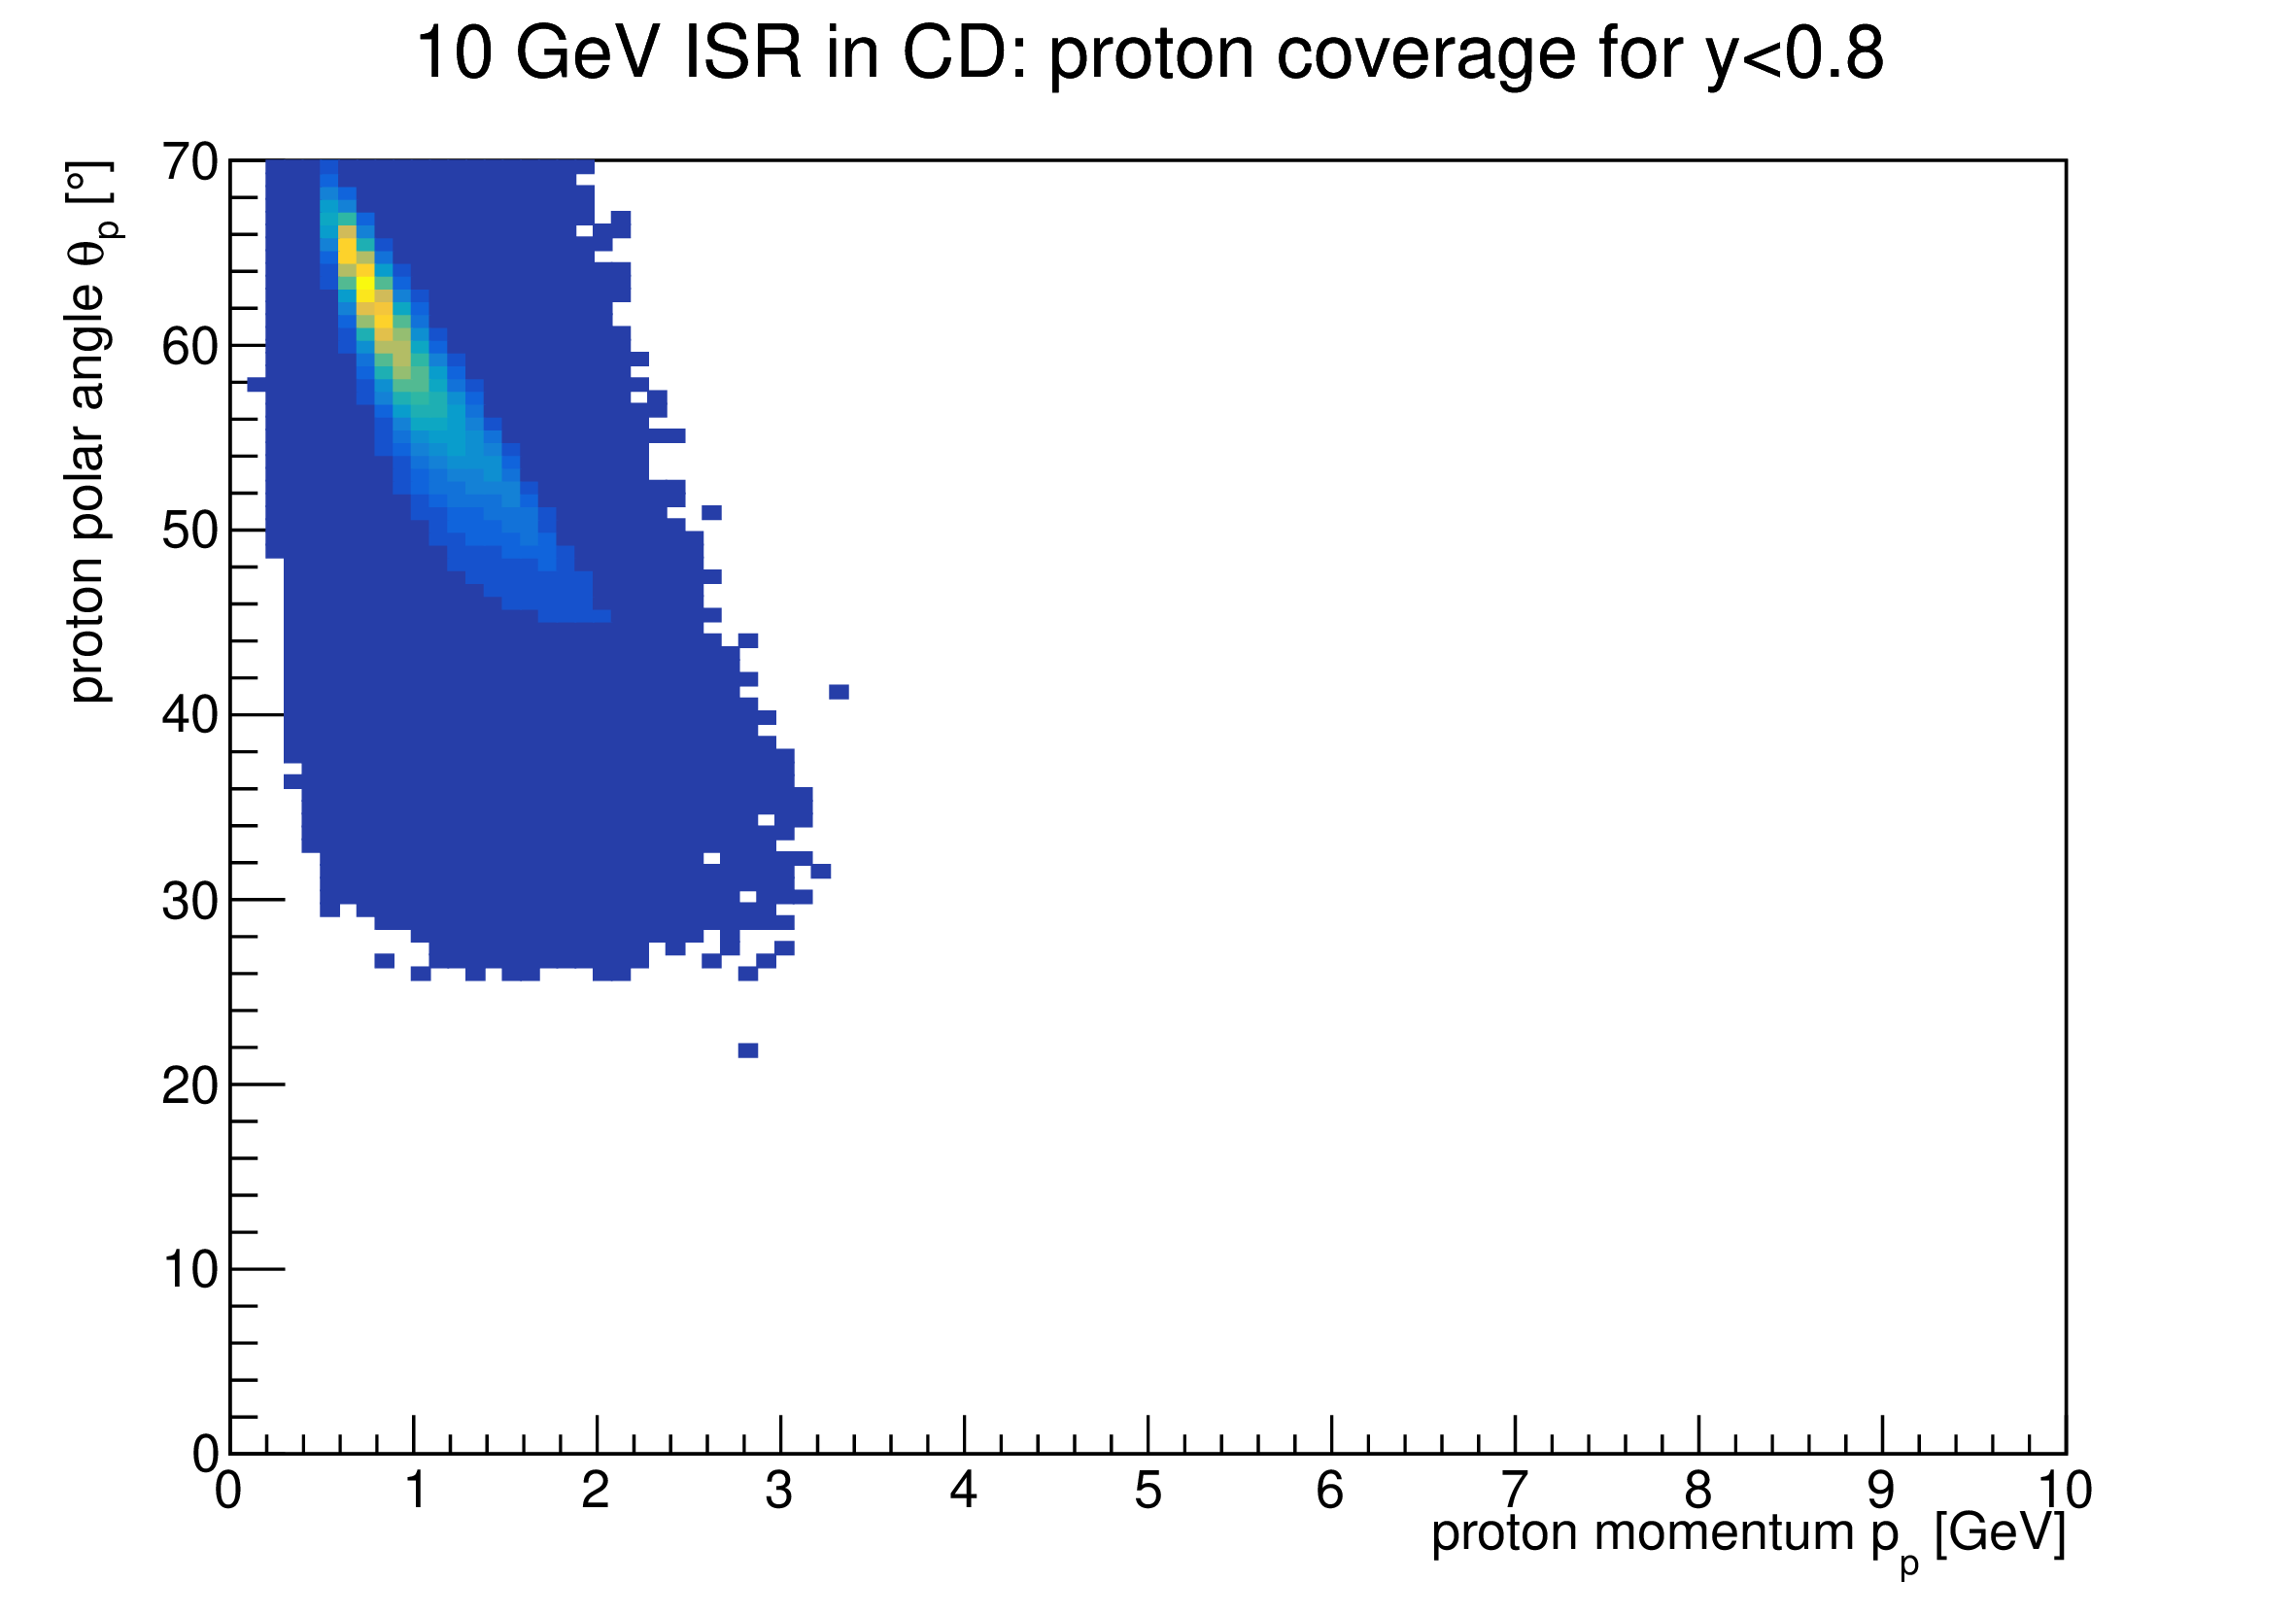 10 GeV ISR in CD: proton coverage for y<0.8
proton polar angle θp [°]
70
60
50
40
30
20
10
0
0 1 2 3 4 5 6 7 8 9 10
proton momentum pp [GeV]